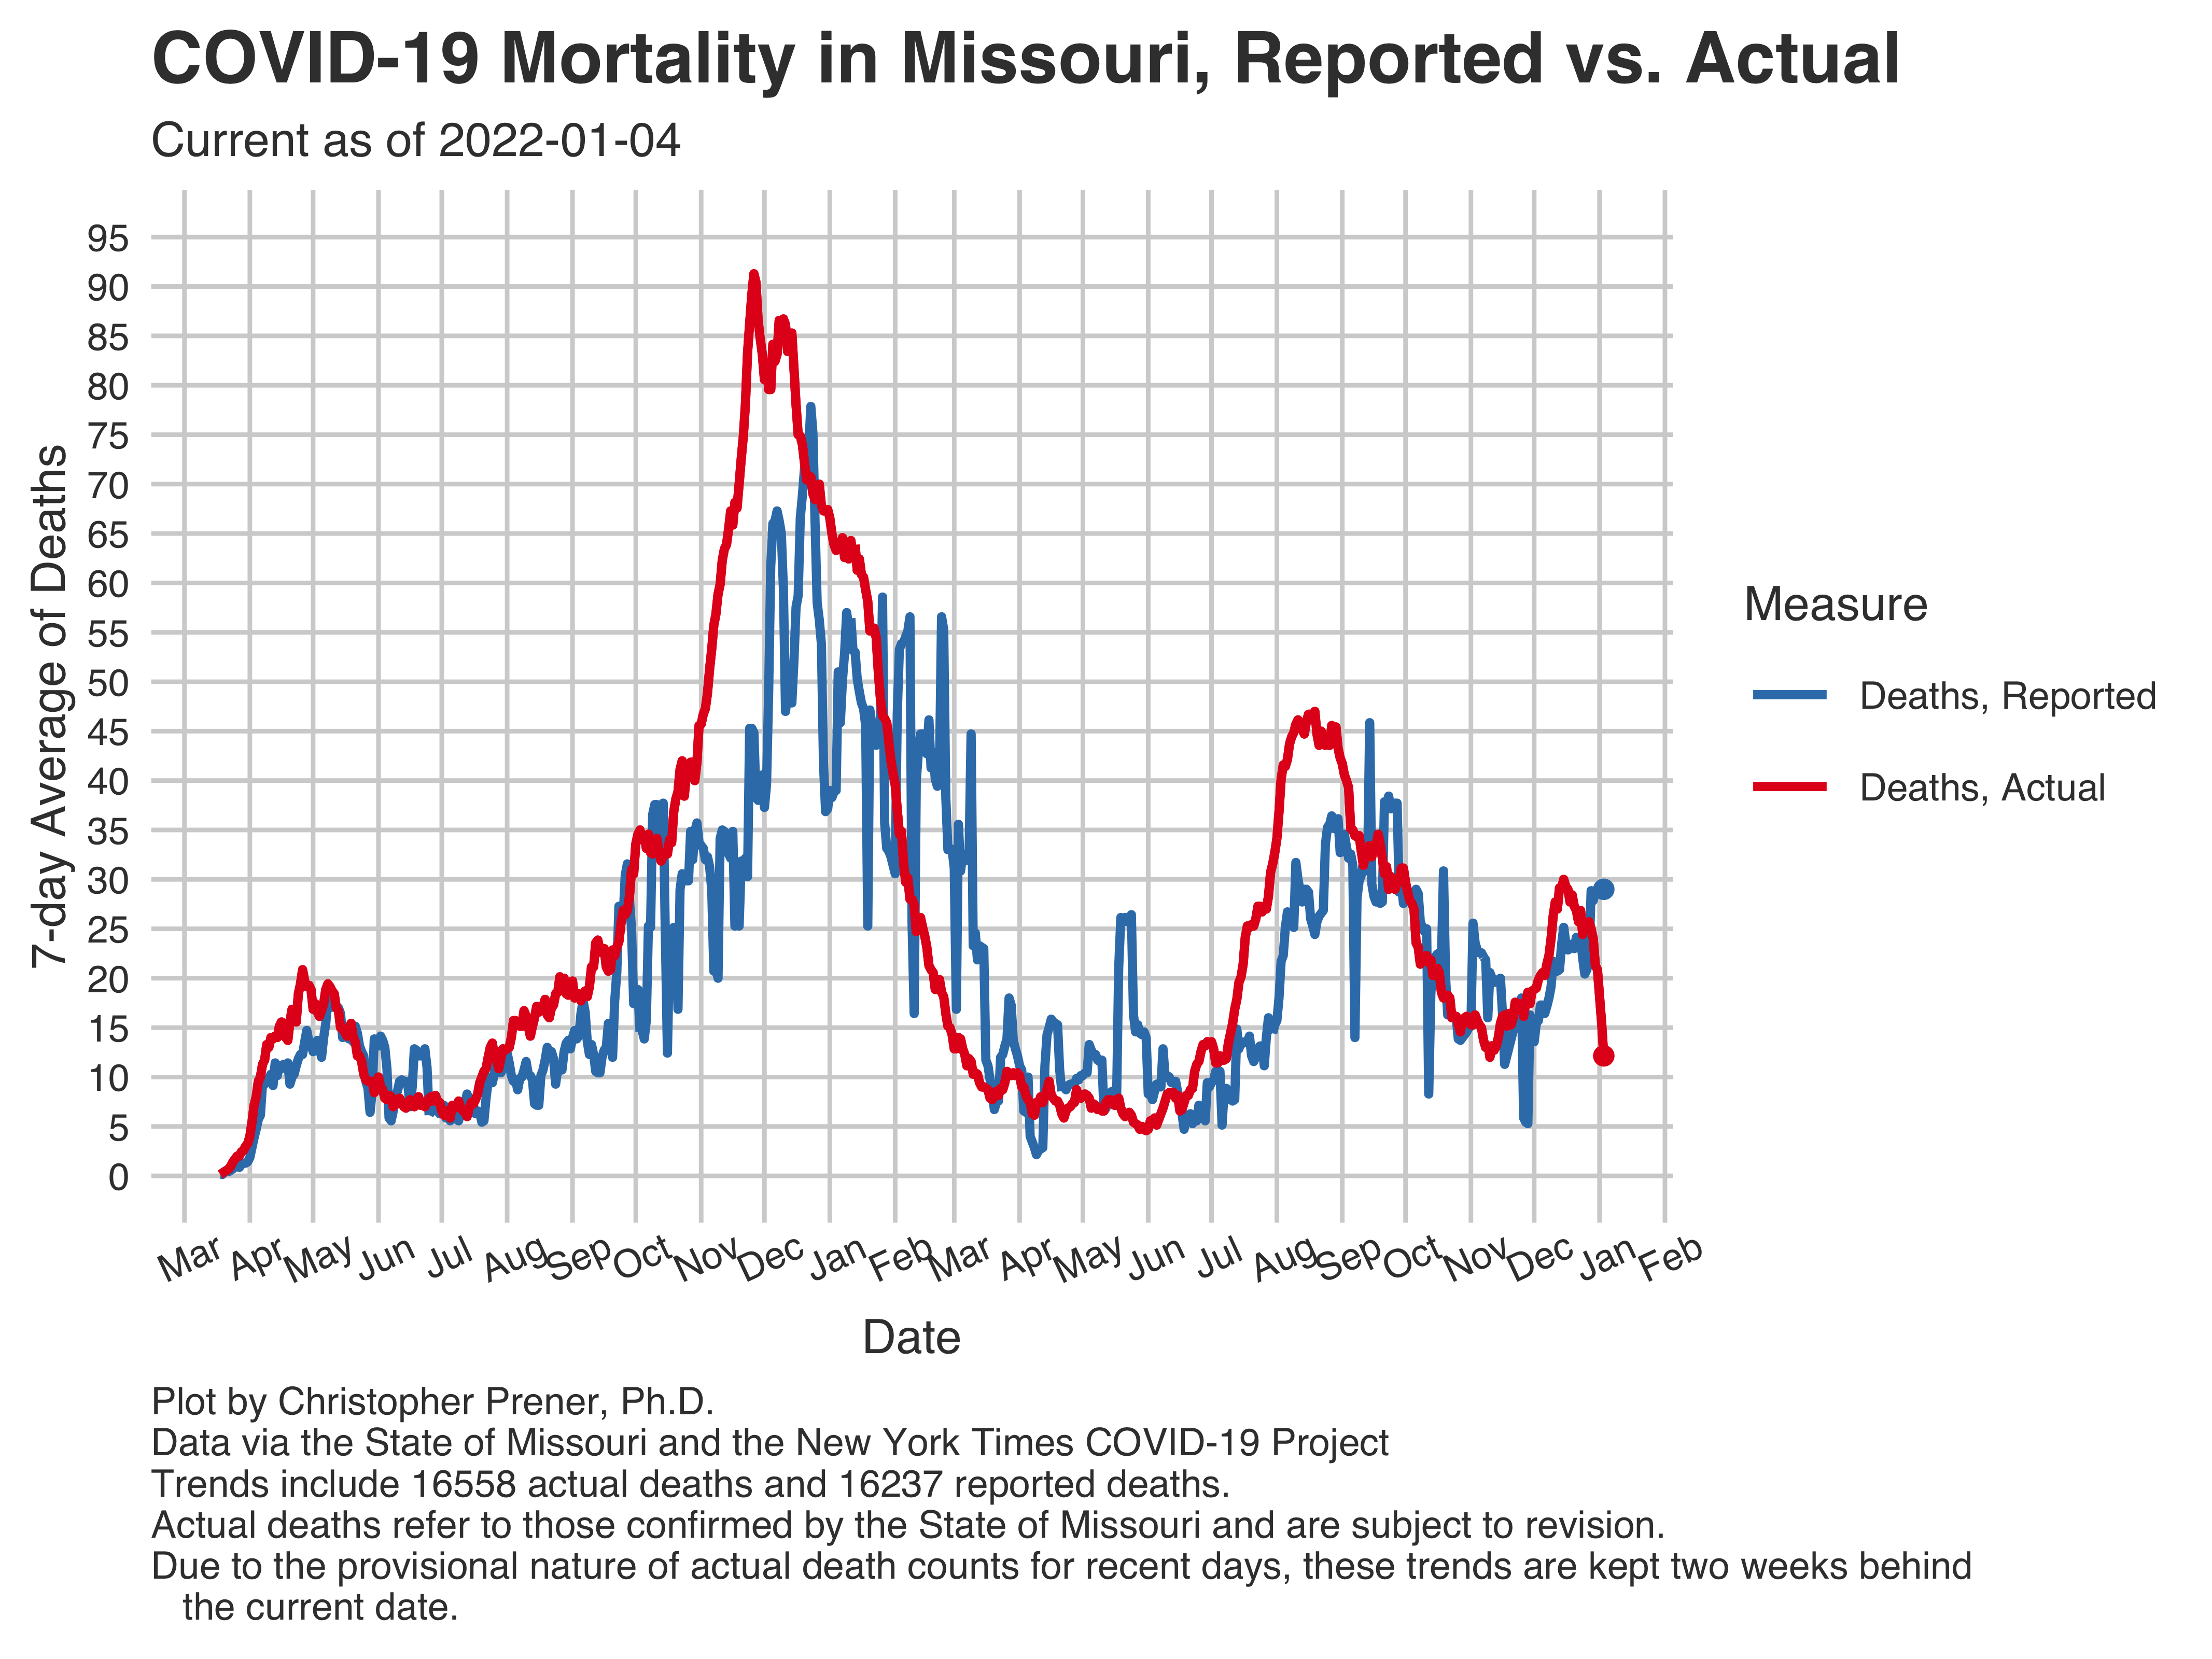 COVID-19 Mortality in Missouri, Reported vs. Actual
Current as of 2022-01-04
95
90
85
80
75
70
65
60
55
50
45
40
35
30
25
20
15
10
5
0
7-day Average of Deaths
Mar Apr May Jun Jul Aug Sep Oct Nov Dec Jan Feb Mar Apr May Jun Jul Aug Sep Oct Nov Dec Jan Feb
Date
Measure
Deaths, Reported
Deaths, Actual
Plot by Christopher Prener, Ph.D.
Data via the State of Missouri and the New York Times COVID-19 Project
Trends include 16558 actual deaths and 16237 reported deaths.
Actual deaths refer to those confirmed by the State of Missouri and are subject to revision.
Due to the provisional nature of actual death counts for recent days, these trends are kept two weeks behind
the current date.